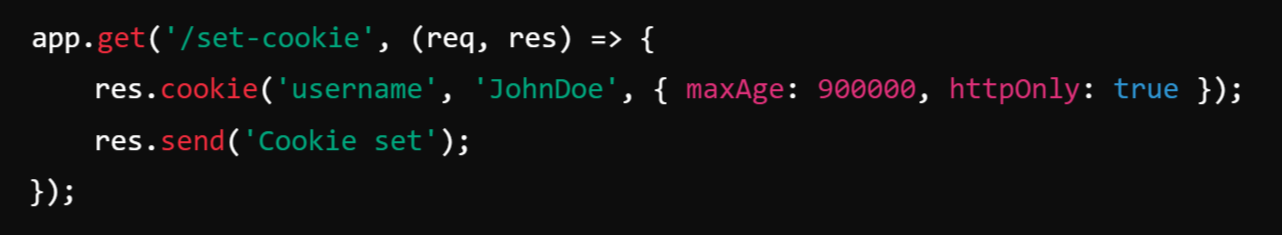 app.get('/set-cookie', (req, res) => {
    res.cookie('username', 'JohnDoe', { maxAge: 900000, httpOnly: true });
    res.send('Cookie set');
});